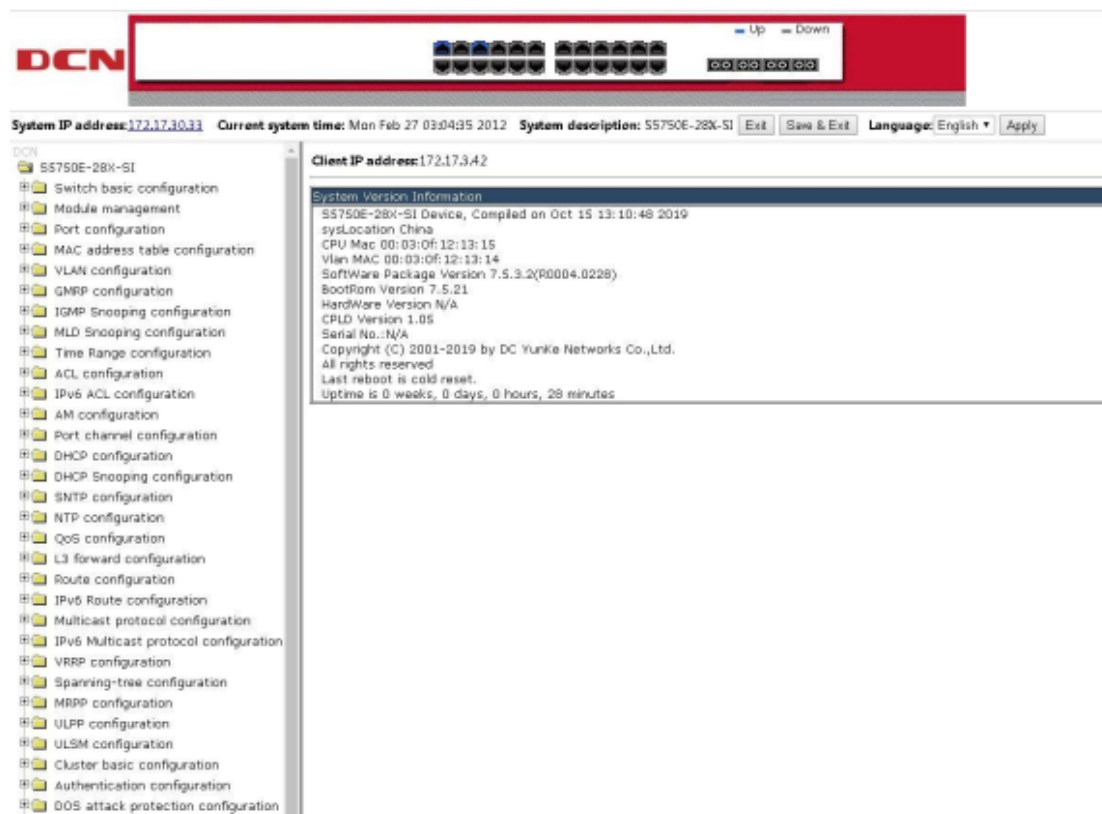 Up Down
DCN
System IP address:172.17.30.33 Current system time: Mon Feb 27 03:04:35 2012 System description: S5750E-28X-SI Exit Save & Exit Language: English Apply
DCN
S5750E-28X-SI
Switch basic configuration
Module management
Port configuration
MAC address table configuration
VLAN configuration
GMRP configuration
IGMP Snooping configuration
MLD Snooping configuration
Time Range configuration
ACL configuration
IPv6 ACL configuration
AM configuration
Port channel configuration
DHCP configuration
DHCP Snooping configuration
SNTP configuration
NTP configuration
QoS configuration
L3 forward configuration
Route configuration
IPv6 Route configuration
Multicast protocol configuration
IPv6 Multicast protocol configuration
VRRP configuration
Spanning-tree configuration
MRPP configuration
ULPP configuration
ULSM configuration
Cluster basic configuration
Authentication configuration
DOS attack protection configuration
Client IP address:172.17.3.42
System Version Information
S5750E-28X-SI Device, Compiled on Oct 15 13:10:48 2019
sysLocation China
CPU Mac 00:03:0f:12:13:15
Vlan MAC 00:03:0f:12:13:14
SoftWare Package Version 7.5.3.2(R0004.0228)
BootRom Version 7.5.21
HardWare Version N/A
CPLD Version 1.05
Serial No.:N/A
Copyright (C) 2001-2019 by DC YunKe Networks Co.,Ltd.
All rights reserved
Last reboot is cold reset.
Uptime is 0 weeks, 0 days, 0 hours, 28 minutes